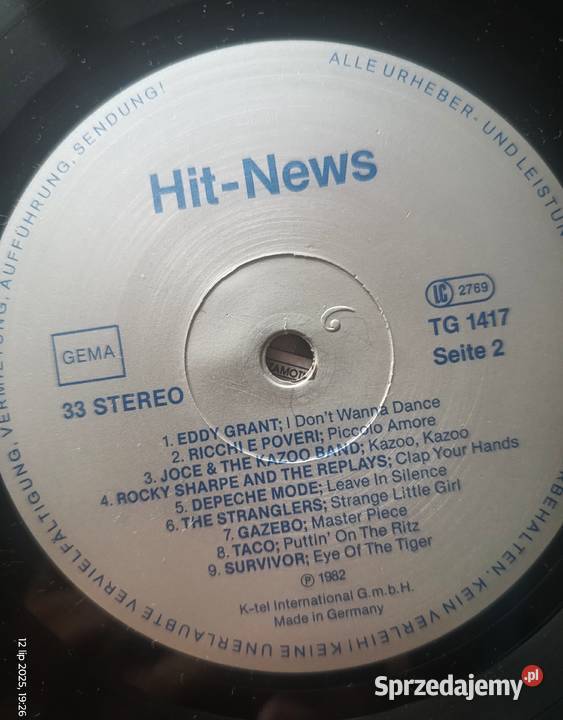 ALLE URHEBER- UND LEISTUN
RBEHALTEN. KEIN VERLEIH! KEINE UNERLAUBTE VERVIELFÄLTIGUNG, VERMIETUNG, AUFFÜHRUNG, SENDUNG!
Hit-News
LC 2769
TG 1417
Seite 2
GEMA
33 STEREO
1. EDDY GRANT; I Don't Wanna Dance
2. RICCHI E POVERI; Piccolo Amore
3. JOCE & THE KAZOO BAND; Kazoo, Kazoo
4. ROCKY SHARPE AND THE REPLAYS; Clap Your Hands
5. DEPECHE MODE; Leave In Silence
6. THE STRANGLERS; Strange Little Girl
7. GAZEBO; Master Piece
8. TACO; Puttin' On The Ritz
9. SURVIVOR; Eye Of The Tiger
℗ 1982
K-tel International G.m.b.H.
Made in Germany
12 lip 2025, 19:26
Sprzedajemy.pl